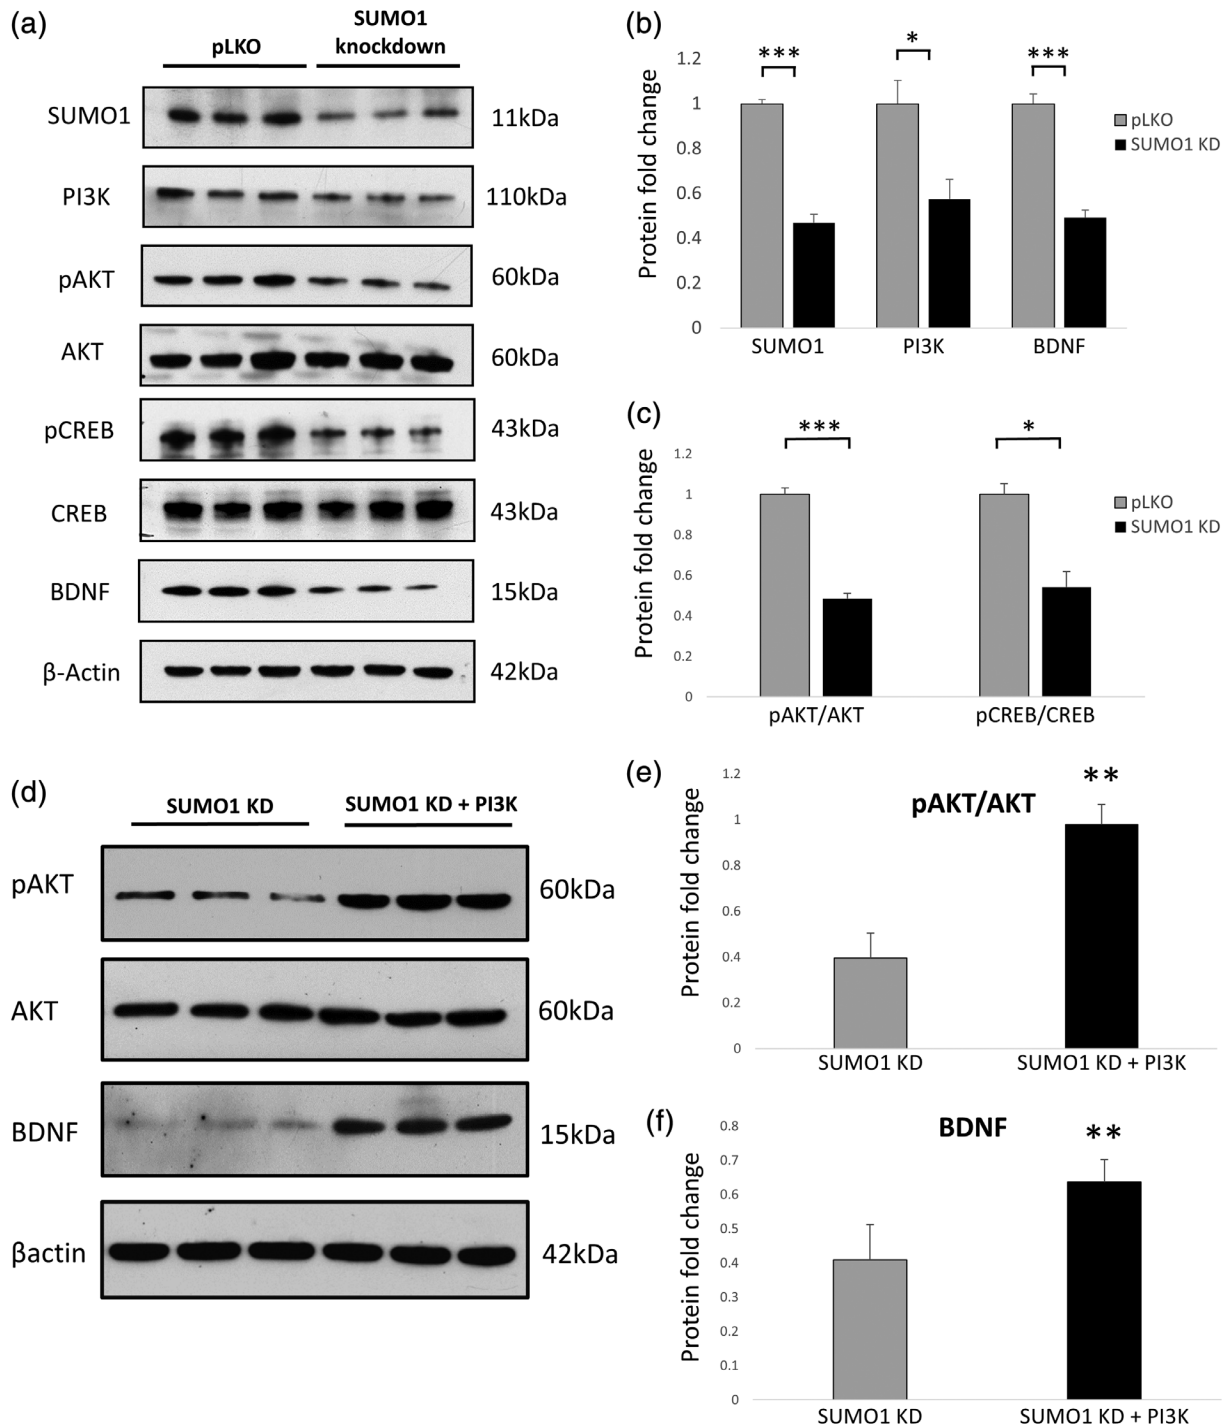 (a)
pLKO
SUMO1
knockdown
SUMO1
11kDa
PI3K
110kDa
pAKT
60kDa
AKT
60kDa
pCREB
43kDa
CREB
43kDa
BDNF
15kDa
β-Actin
42kDa
(b)
Protein fold change
1.2
1
0.8
0.6
0.4
0.2
0
***
*
***
SUMO1
PI3K
BDNF
pLKO
SUMO1 KD
(c)
Protein fold change
1.2
1
0.8
0.6
0.4
0.2
0
***
*
pAKT/AKT
pCREB/CREB
pLKO
SUMO1 KD
(d)
SUMO1 KD
SUMO1 KD + PI3K
pAKT
60kDa
AKT
60kDa
BDNF
15kDa
βactin
42kDa
(e)
pAKT/AKT
**
Protein fold change
1.2
1
0.8
0.6
0.4
0.2
0
SUMO1 KD
SUMO1 KD + PI3K
(f)
BDNF
**
Protein fold change
0.8
0.7
0.6
0.5
0.4
0.3
0.2
0.1
0
SUMO1 KD
SUMO1 KD + PI3K